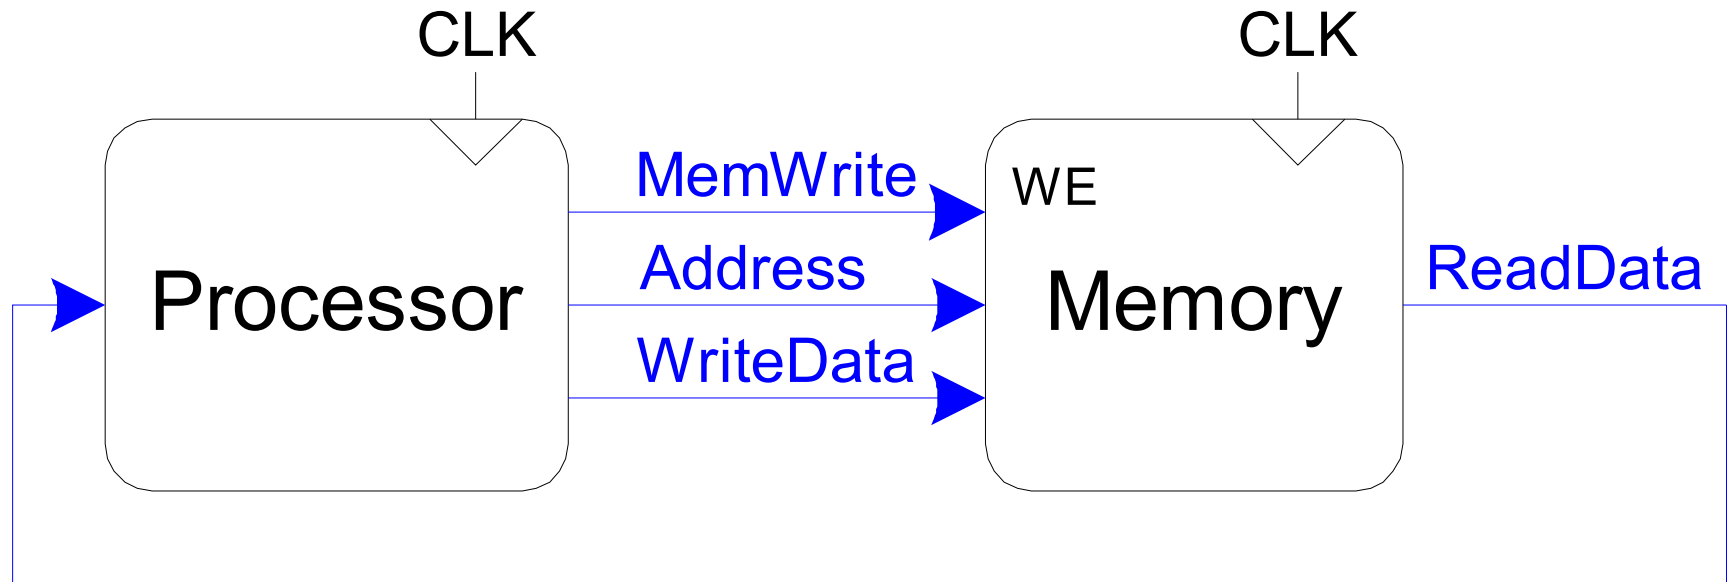 CLK
CLK
MemWrite
WE
Address
ReadData
Processor
Memory
WriteData